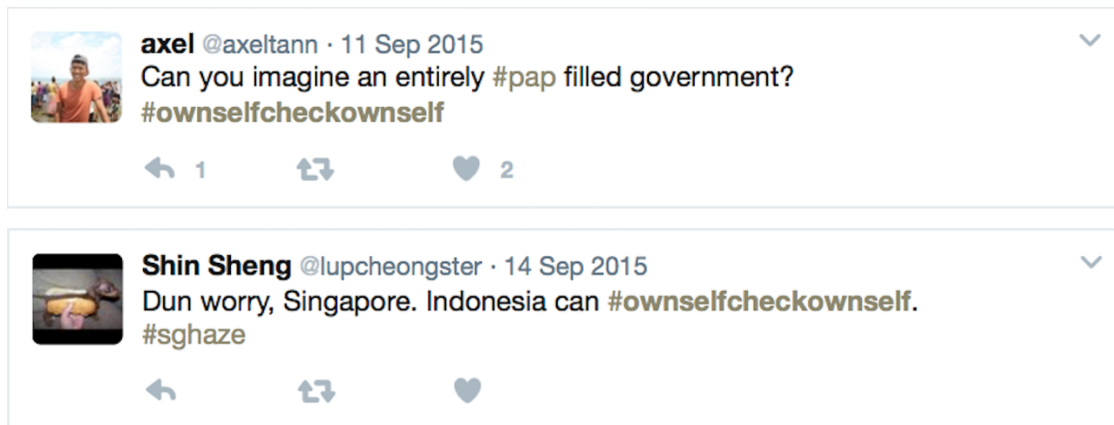 axel @axeltann · 11 Sep 2015
Can you imagine an entirely #pap filled government?
#ownselfcheckownself
1 2
Shin Sheng @lupcheongster · 14 Sep 2015
Dun worry, Singapore. Indonesia can #ownselfcheckownself.
#sghaze